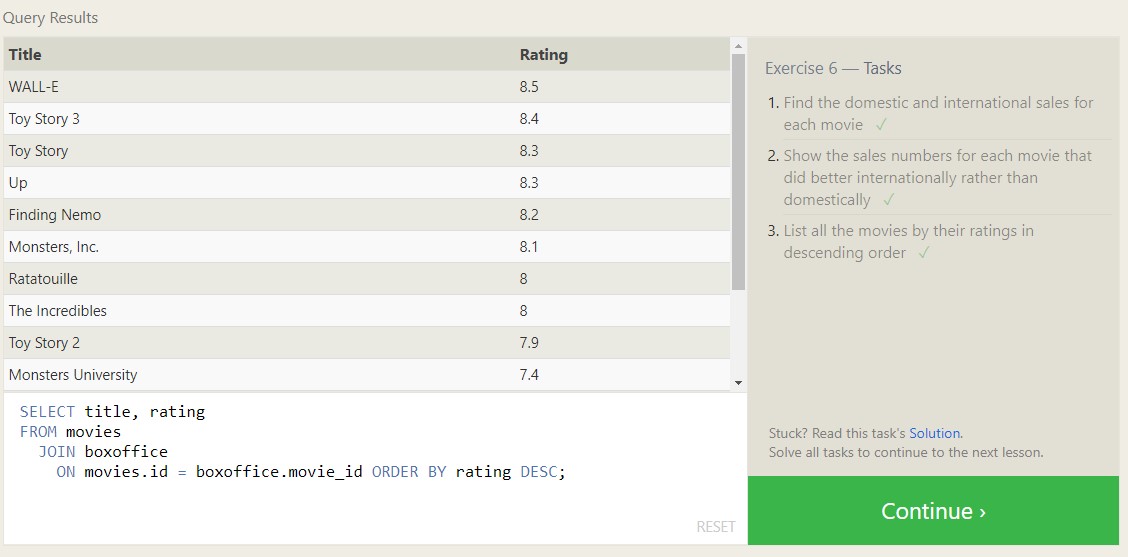 Query Results
Title Rating
WALL-E 8.5
Toy Story 3 8.4
Toy Story 8.3
Up 8.3
Finding Nemo 8.2
Monsters, Inc. 8.1
Ratatouille 8
The Incredibles 8
Toy Story 2 7.9
Monsters University 7.4
SELECT title, rating
FROM movies
JOIN boxoffice
ON movies.id = boxoffice.movie_id ORDER BY rating DESC;
RESET
Exercise 6 — Tasks
1. Find the domestic and international sales for
each movie ✓
2. Show the sales numbers for each movie that
did better internationally rather than
domestically ✓
3. List all the movies by their ratings in
descending order ✓
Stuck? Read this task's Solution.
Solve all tasks to continue to the next lesson.
Continue ›